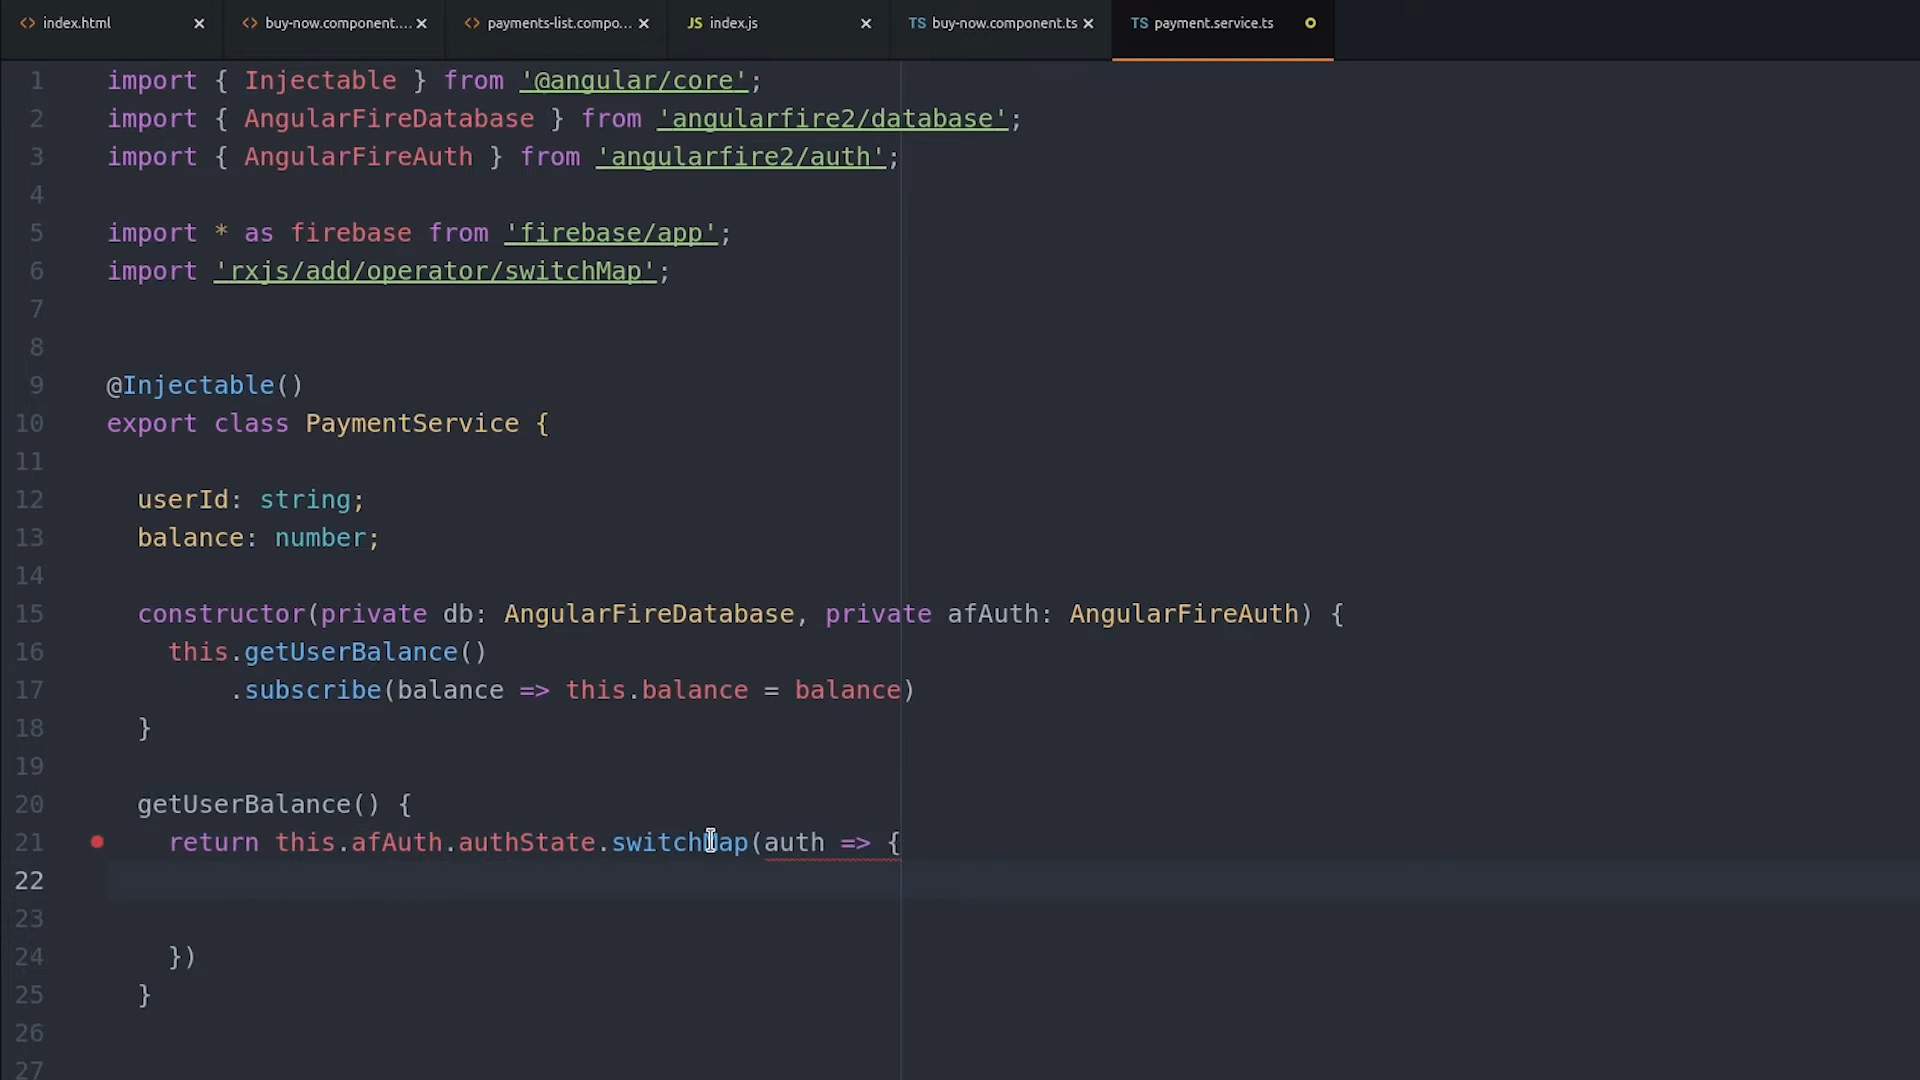 index.html
buy-now.component....
payments-list.compo...
JS index.js
TS buy-now.component.ts
TS payment.service.ts
1 import { Injectable } from '@angular/core';
2 import { AngularFireDatabase } from 'angularfire2/database';
3 import { AngularFireAuth } from 'angularfire2/auth';
4
5 import * as firebase from 'firebase/app';
6 import 'rxjs/add/operator/switchMap';
7
8
9 @Injectable()
10 export class PaymentService {
11
12 userId: string;
13 balance: number;
14
15 constructor(private db: AngularFireDatabase, private afAuth: AngularFireAuth) {
16 this.getUserBalance()
17 .subscribe(balance => this.balance = balance)
18 }
19
20 getUserBalance() {
21 return this.afAuth.authState.switchMap(auth => {
22
23
24 })
25 }
26
27